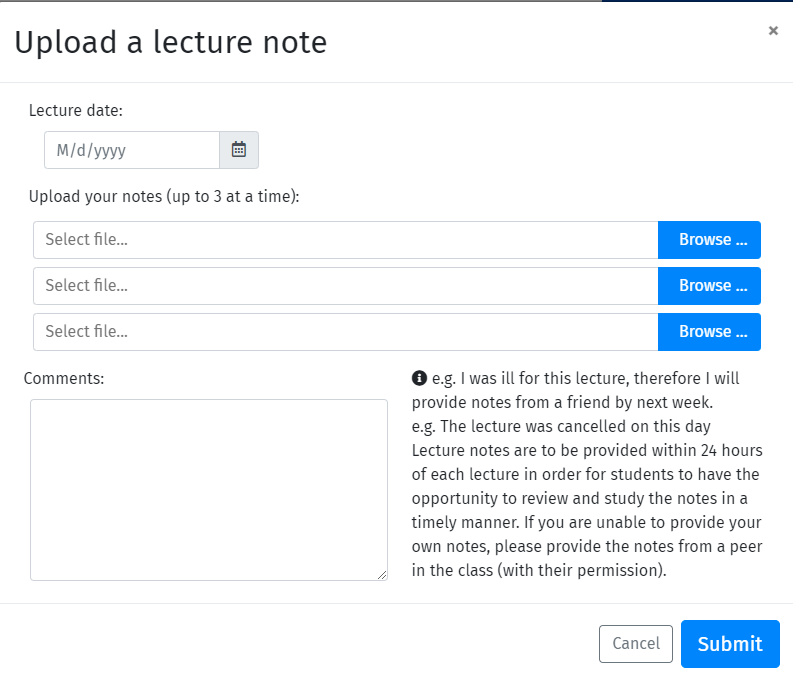 Upload a lecture note
×
Lecture date:
M/d/yyyy
Upload your notes (up to 3 at a time):
Select file...
Browse ...
Select file...
Browse ...
Select file...
Browse ...
Comments:
e.g. I was ill for this lecture, therefore I will
provide notes from a friend by next week.
e.g. The lecture was cancelled on this day
Lecture notes are to be provided within 24 hours
of each lecture in order for students to have the
opportunity to review and study the notes in a
timely manner. If you are unable to provide your
own notes, please provide the notes from a peer
in the class (with their permission).
Cancel
Submit